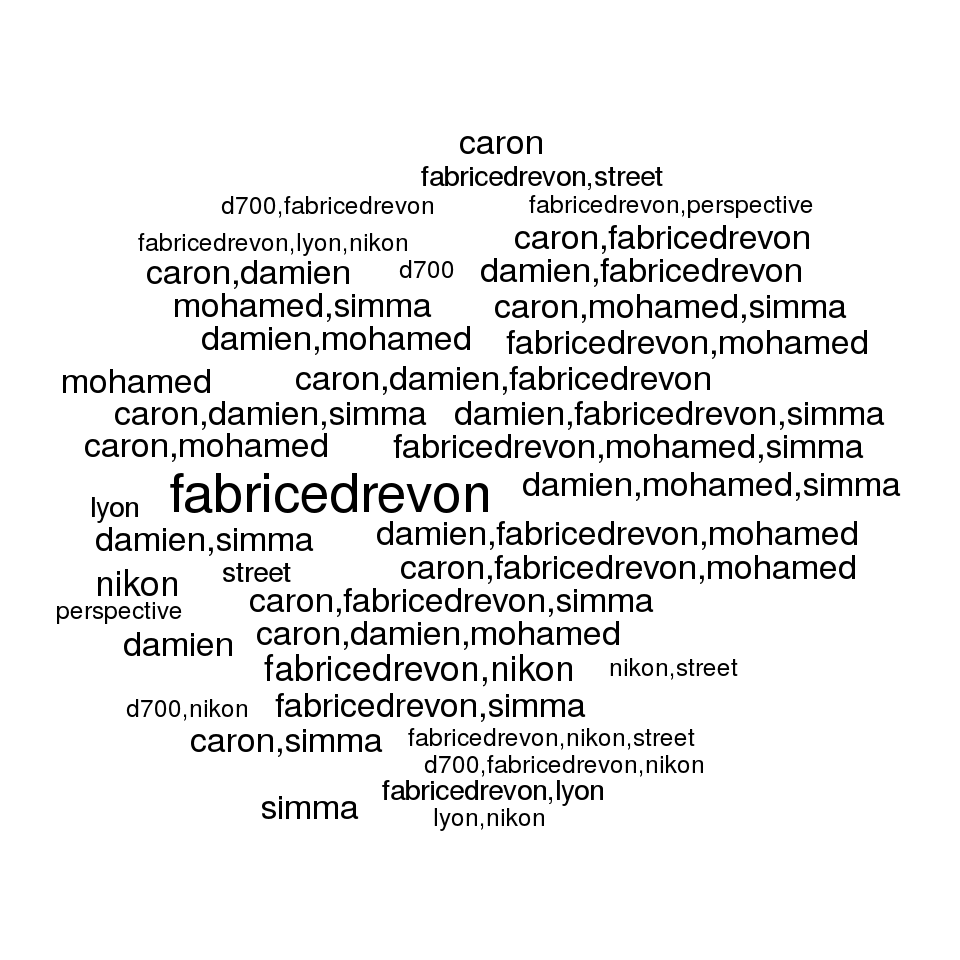 caron
fabricedrevon,street
d700,fabricedrevon fabricedrevon,perspective
fabricedrevon,lyon,nikon caron,fabricedrevon
caron,damien d700 damien,fabricedrevon
mohamed,simma caron,mohamed,simma
damien,mohamed fabricedrevon,mohamed
mohamed caron,damien,fabricedrevon
caron,damien,simma damien,fabricedrevon,simma
caron,mohamed fabricedrevon,mohamed,simma
fabricedrevon damien,mohamed,simma
lyon
damien,simma damien,fabricedrevon,mohamed
nikon street caron,fabricedrevon,mohamed
perspective caron,fabricedrevon,simma
damien caron,damien,mohamed
fabricedrevon,nikon nikon,street
d700,nikon fabricedrevon,simma
caron,simma fabricedrevon,nikon,street
d700,fabricedrevon,nikon
simma fabricedrevon,lyon
lyon,nikon